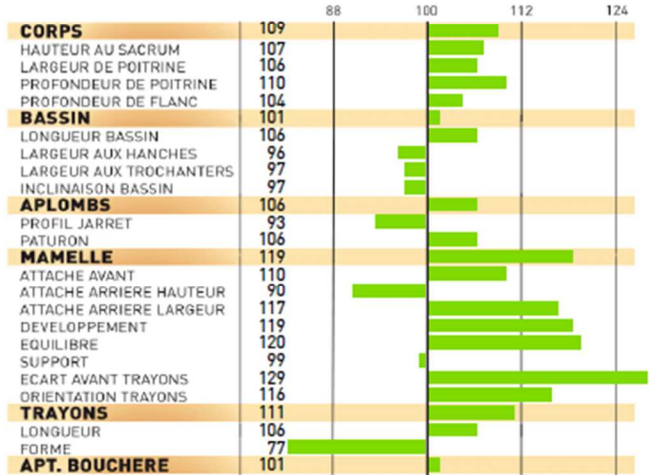 88 100 112 124
CORPS 109
HAUTEUR AU SACRUM 107
LARGEUR DE POITRINE 106
PROFONDEUR DE POITRINE 110
PROFONDEUR DE FLANC 104
BASSIN 101
LONGUEUR BASSIN 106
LARGEUR AUX HANCHES 96
LARGEUR AUX TROCHANTERS 97
INCLINAISON BASSIN 97
APLOMBS 106
PROFIL JARRET 93
PATURON 106
MAMELLE 119
ATTACHE AVANT 110
ATTACHE ARRIERE HAUTEUR 90
ATTACHE ARRIERE LARGEUR 117
DEVELOPPEMENT 119
EQUILIBRE 120
SUPPORT 99
ECART AVANT TRAYONS 129
ORIENTATION TRAYONS 116
TRAYONS 111
LONGUEUR 106
FORME 77
APT. BOUCHERE 101